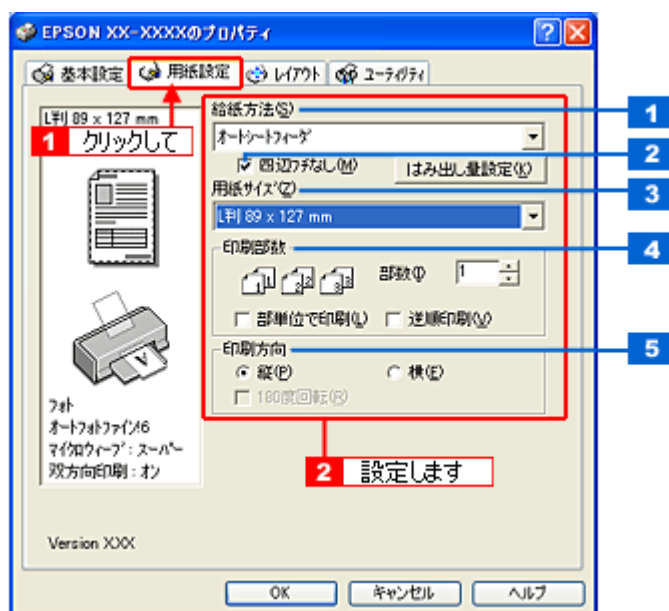 EPSON XX-XXXXのプロパティ
基本設定 用紙設定 レイアウト ユーティリティ
L判 89 x 127 mm
1 クリックして
給紙方法(S)
1
オートシートフィーダ
四辺フチなし(M) はみ出し量設定(K)
2
用紙サイズ(Z)
3
L判 89 x 127 mm
印刷部数
4
部数(I) 1
部単位で印刷(L) 逆順印刷(V)
印刷方向
5
縦(P) 横(E)
180度回転(R)
フォト
オートフォトファイン!6
マイクロウィーブ：スーパー
双方向印刷：オン
2 設定します
Version XXX
OK キャンセル ヘルプ